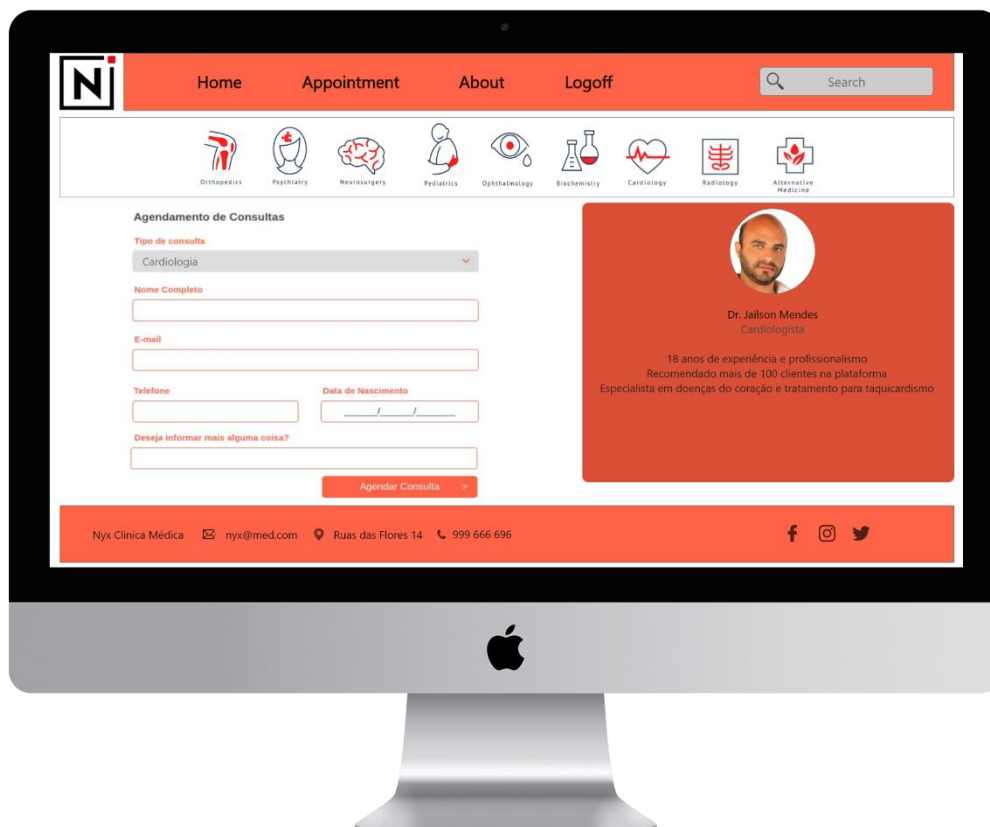 N
Home Appointment About Logoff Search
Orthopedics Psychiatry Neurosurgery Pediatrics Ophthalmology Biochemistry Cardiology Radiology Alternative
Medicine
Agendamento de Consultas
Tipo de consulta
Cardiologia
Nome Completo
E-mail
Telefone Data de Nascimento
______/______/_______
Deseja informar mais alguma coisa?
Agendar Consulta >
Dr. Jailson Mendes
Cardiologista
18 anos de experiência e profissionalismo
Recomendado mais de 100 clientes na plataforma
Especialista em doenças do coração e tratamento para taquicardismo
Nyx Clinica Médica nyx@med.com Ruas das Flores 14 999 666 696